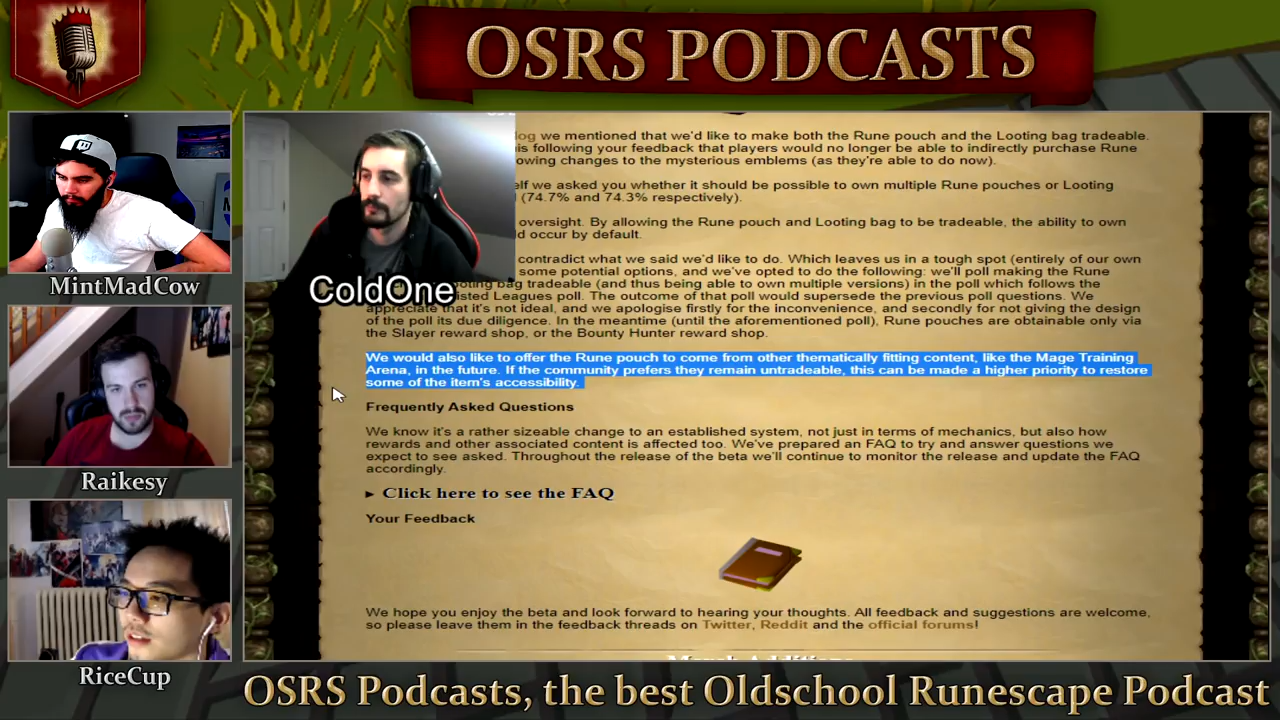 OSRS PODCASTS
log we mentioned that we'd like to make both the Rune pouch and the Looting bag tradeable.
is following your feedback that players would no longer be able to indirectly purchase Rune
owing changes to the mysterious emblems (as they're able to do now).
elf we asked you whether it should be possible to own multiple Rune pouches or Looting
(74.7% and 74.3% respectively).
oversight. By allowing the Rune pouch and Looting bag to be tradeable, the ability to own
d occur by default.
contradict what we said we'd like to do. Which leaves us in a tough spot (entirely of our own
some potential options, and we've opted to do the following: we'll poll making the Rune
ColdOne
oting bag tradeable (and thus being able to own multiple versions) in the poll which follows the
isted Leagues poll. The outcome of that poll would supersede the previous poll questions. We
appreciate that it's not ideal, and we apologise firstly for the inconvenience, and secondly for not giving the design
of the poll its due diligence. In the meantime (until the aforementioned poll), Rune pouches are obtainable only via
the Slayer reward shop, or the Bounty Hunter reward shop.
We would also like to offer the Rune pouch to come from other thematically fitting content, like the Mage Training
Arena, in the future. If the community prefers they remain untradeable, this can be made a higher priority to restore
some of the item's accessibility.
Frequently Asked Questions
We know it's a rather sizeable change to an established system, not just in terms of mechanics, but also how
rewards and other associated content is affected too. We've prepared an FAQ to try and answer questions we
expect to see asked. Throughout the release of the beta we'll continue to monitor the release and update the FAQ
accordingly.
► Click here to see the FAQ
Your Feedback
We hope you enjoy the beta and look forward to hearing your thoughts. All feedback and suggestions are welcome,
so please leave them in the feedback threads on Twitter, Reddit and the official forums!
MintMadCow
Raikesy
RiceCup
OSRS Podcasts, the best Oldschool Runescape Podcast